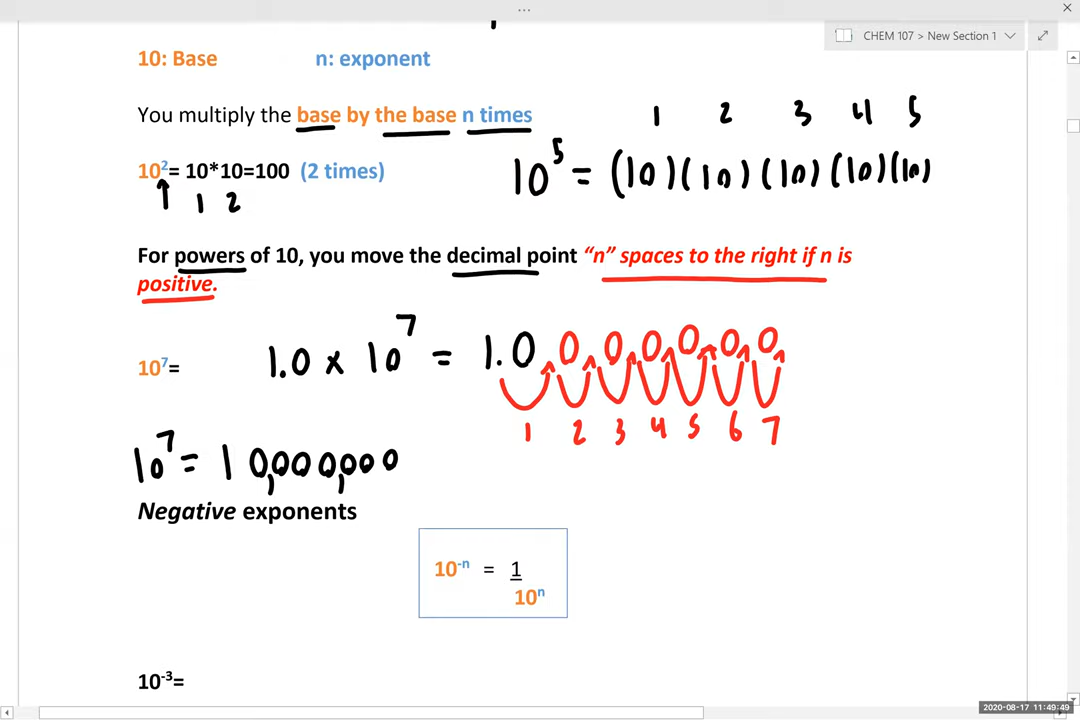 CHEM 107 > New Section 1
10: Base n: exponent
You multiply the base by the base n times
1 2 3 4 5
10²= 10*10=100 (2 times)
10⁵ = (10)(10)(10)(10)(10)
1 2
For powers of 10, you move the decimal point “n” spaces to the right if n is
positive.
10⁷= 1.0 x 10⁷ = 1.0 0 0 0 0 0 0
1 2 3 4 5 6 7
10⁷ = 10,000,000
Negative exponents
10⁻ⁿ = 1
10ⁿ
10⁻³=
2020-08-17 11:49:49